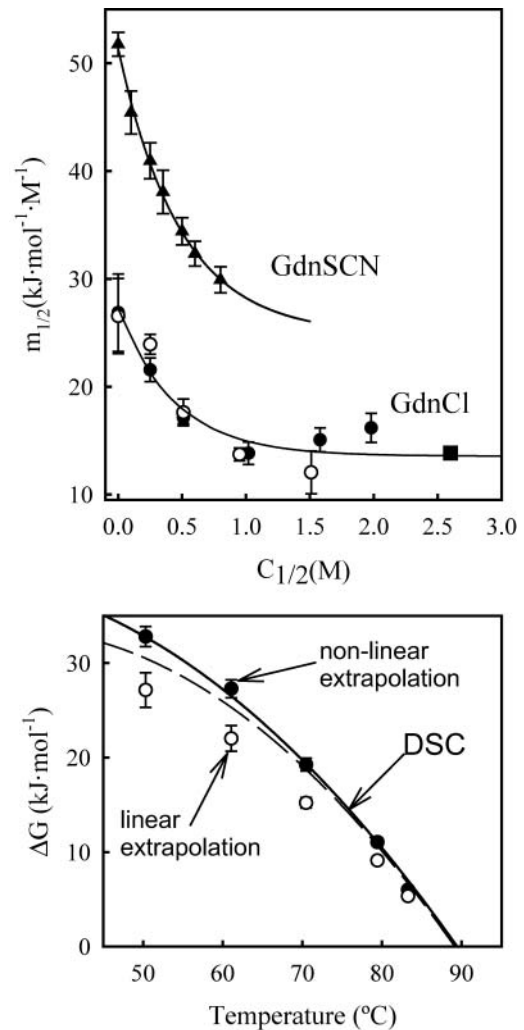 50
40
30
20
10
m1/2(kJ·mol-1·M-1)
GdnSCN
GdnCl
0.0 0.5 1.0 1.5 2.0 2.5 3.0
C1/2(M)
30
20
10
0
ΔG (kJ·mol-1)
non-linear
extrapolation
DSC
linear
extrapolation
50 60 70 80 90
Temperature (ºC)